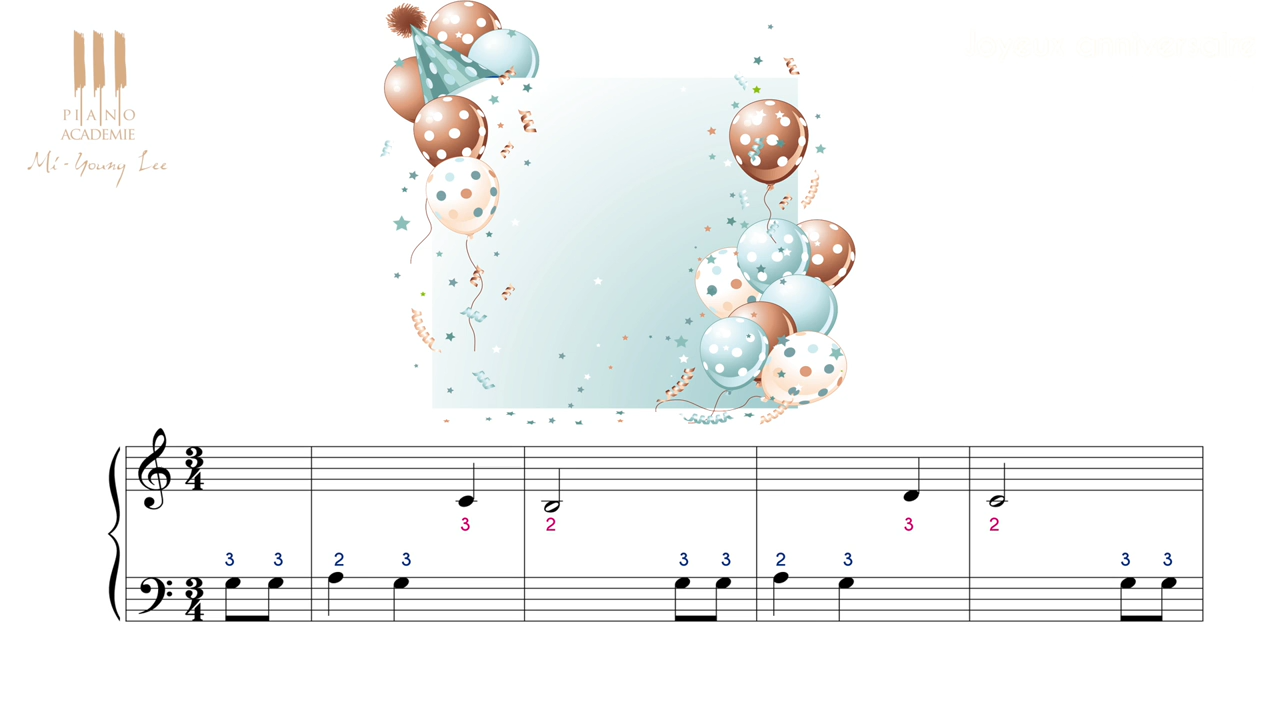 PIANO
ACADEMIE
Mi-Young Lee
3 2 3 2
3 3 2 3 3 3 2 3 3 3